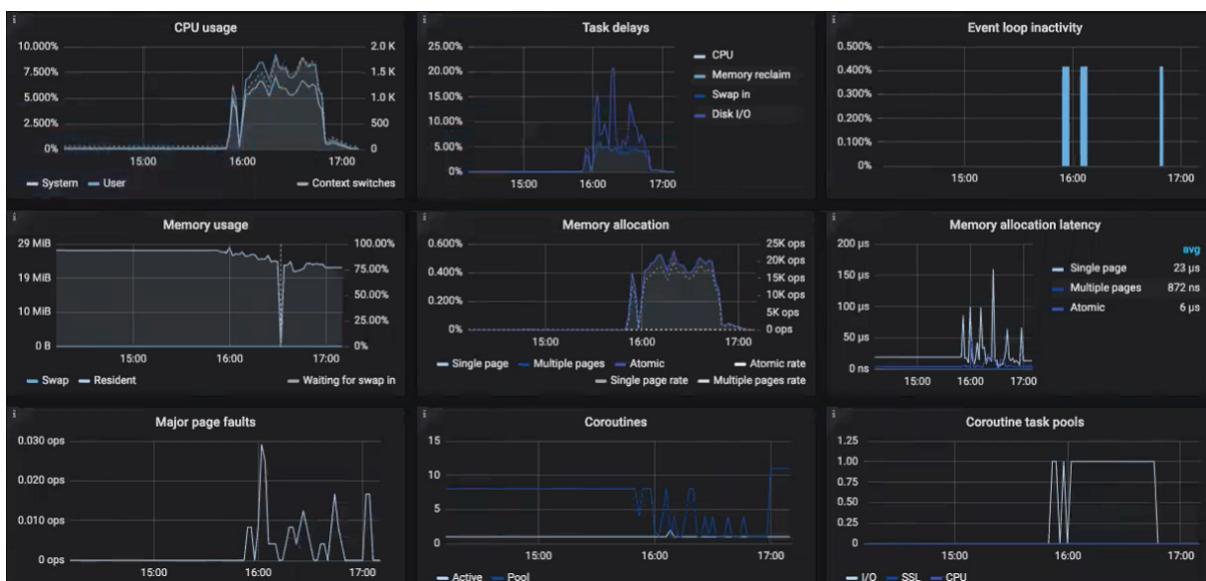 CPU usage
10.000%
7.500%
5.000%
2.500%
0%
2.0 K
1.5 K
1.0 K
500
0
15:00 16:00 17:00
System User Context switches
Task delays
25.00%
20.00%
15.00%
10.00%
5.00%
0%
15:00 16:00 17:00
CPU
Memory reclaim
Swap in
Disk I/O
Event loop inactivity
0.500%
0.400%
0.300%
0.200%
0.100%
0%
15:00 16:00 17:00
Memory usage
29 MiB
19 MiB
10 MiB
0 B
100.00%
75.00%
50.00%
25.00%
0%
15:00 16:00 17:00
Swap Resident Waiting for swap in
Memory allocation
0.600%
0.400%
0.200%
0%
25K ops
20K ops
15K ops
10K ops
5K ops
0 ops
15:00 16:00 17:00
Single page Multiple pages Atomic Atomic rate
Single page rate Multiple pages rate
Memory allocation latency
200 µs
150 µs
100 µs
50 µs
0 ns
15:00 16:00 17:00
avg
Single page 23 µs
Multiple pages 872 ns
Atomic 6 µs
Major page faults
0.030 ops
0.020 ops
0.010 ops
0 ops
15:00 16:00 17:00
Coroutines
15
10
5
0
15:00 16:00 17:00
Active Pool
Coroutine task pools
1.25
1.00
0.75
0.50
0.25
0
15:00 16:00 17:00
I/O SSL CPU